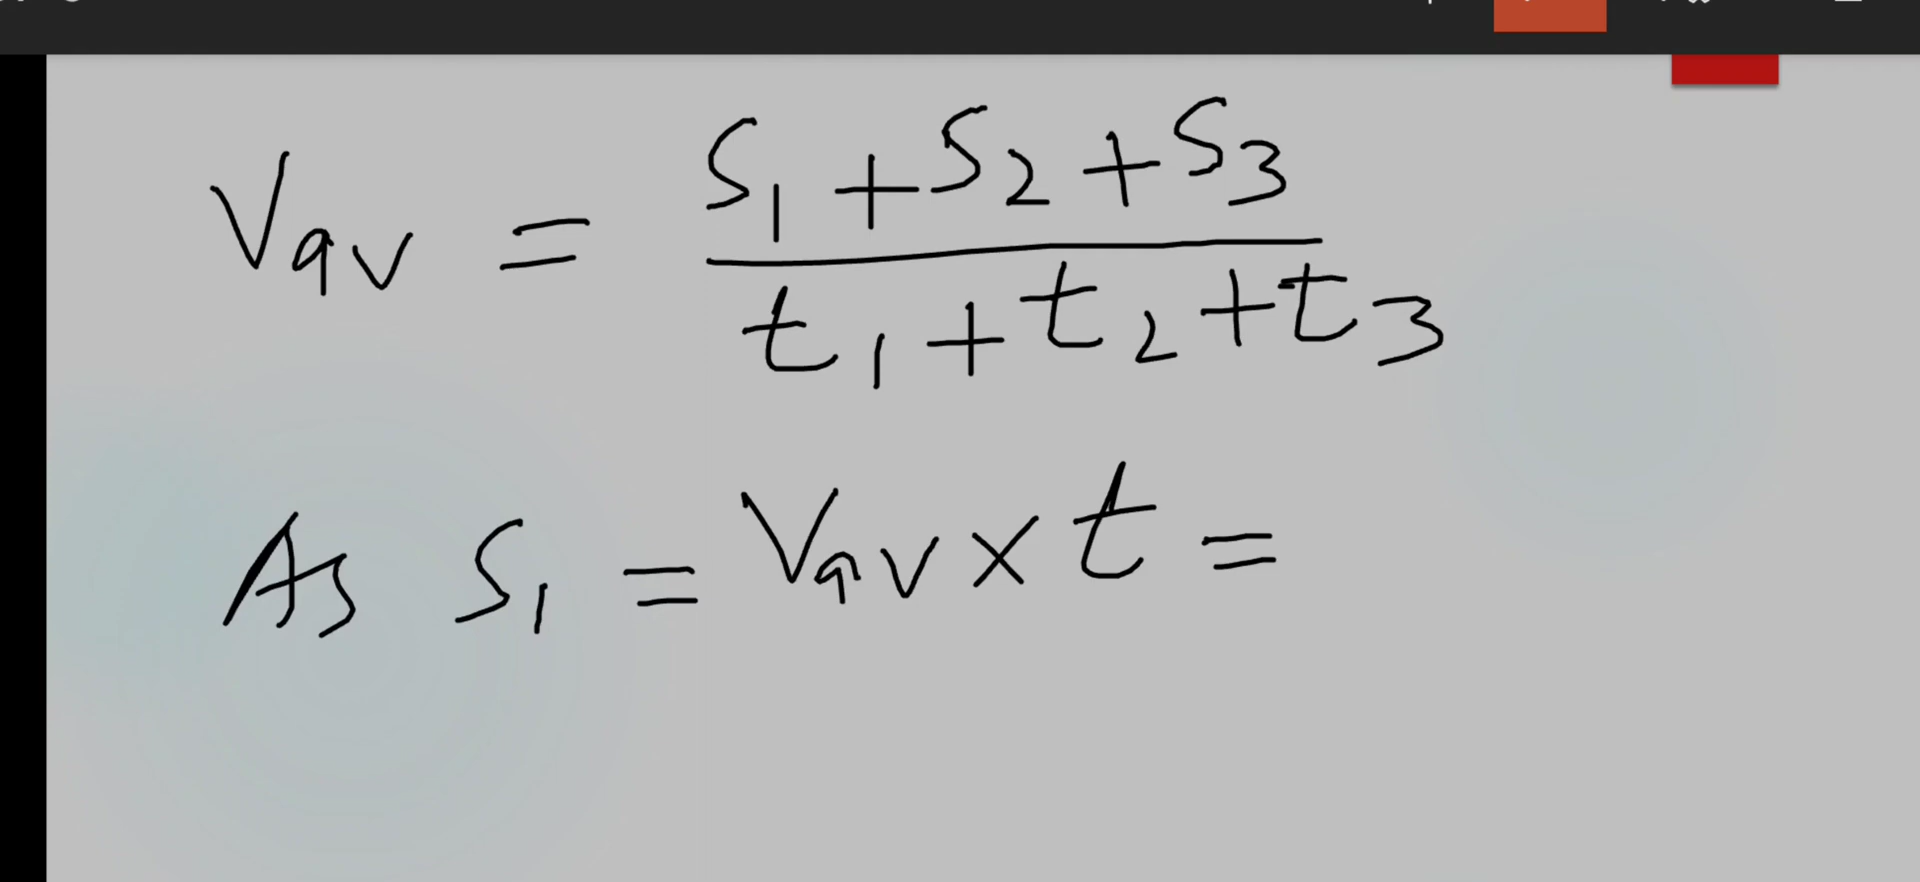 Vav = S1 + S2 + S3 / t1 + t2 + t3
As S1 = Vav × t =